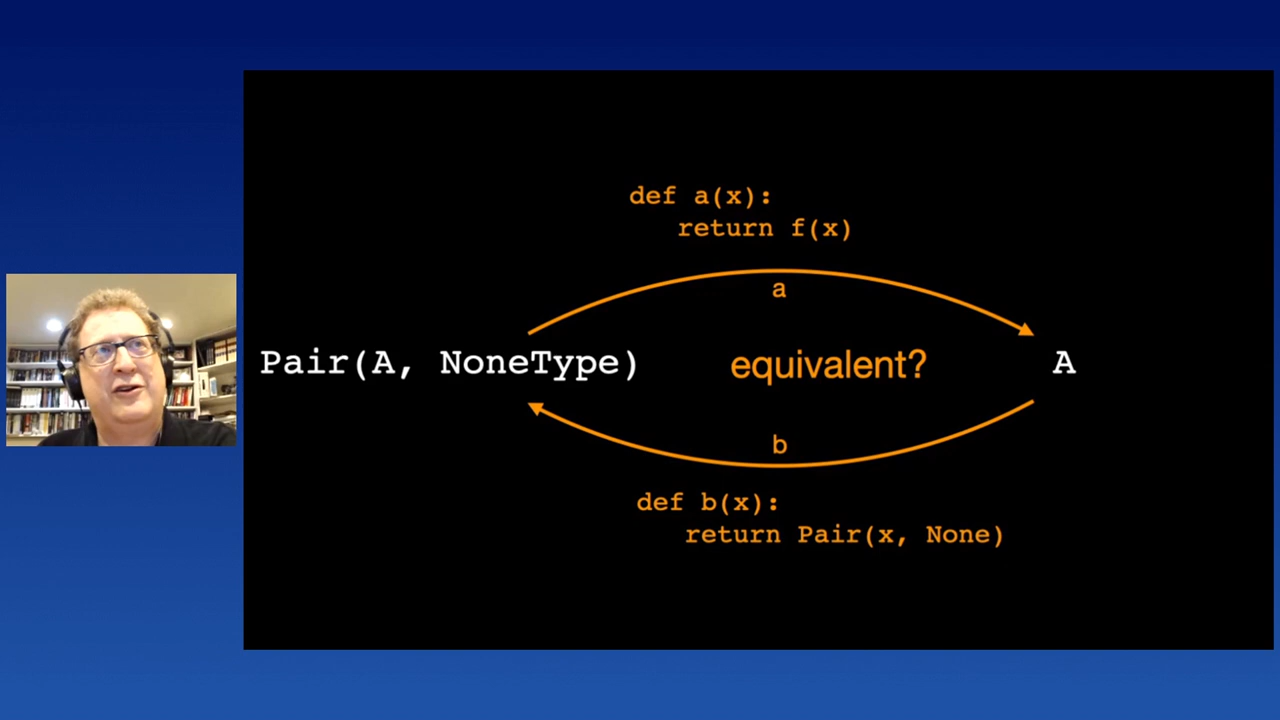 def a(x):
return f(x)
a
Pair(A, NoneType)
equivalent?
A
b
def b(x):
return Pair(x, None)